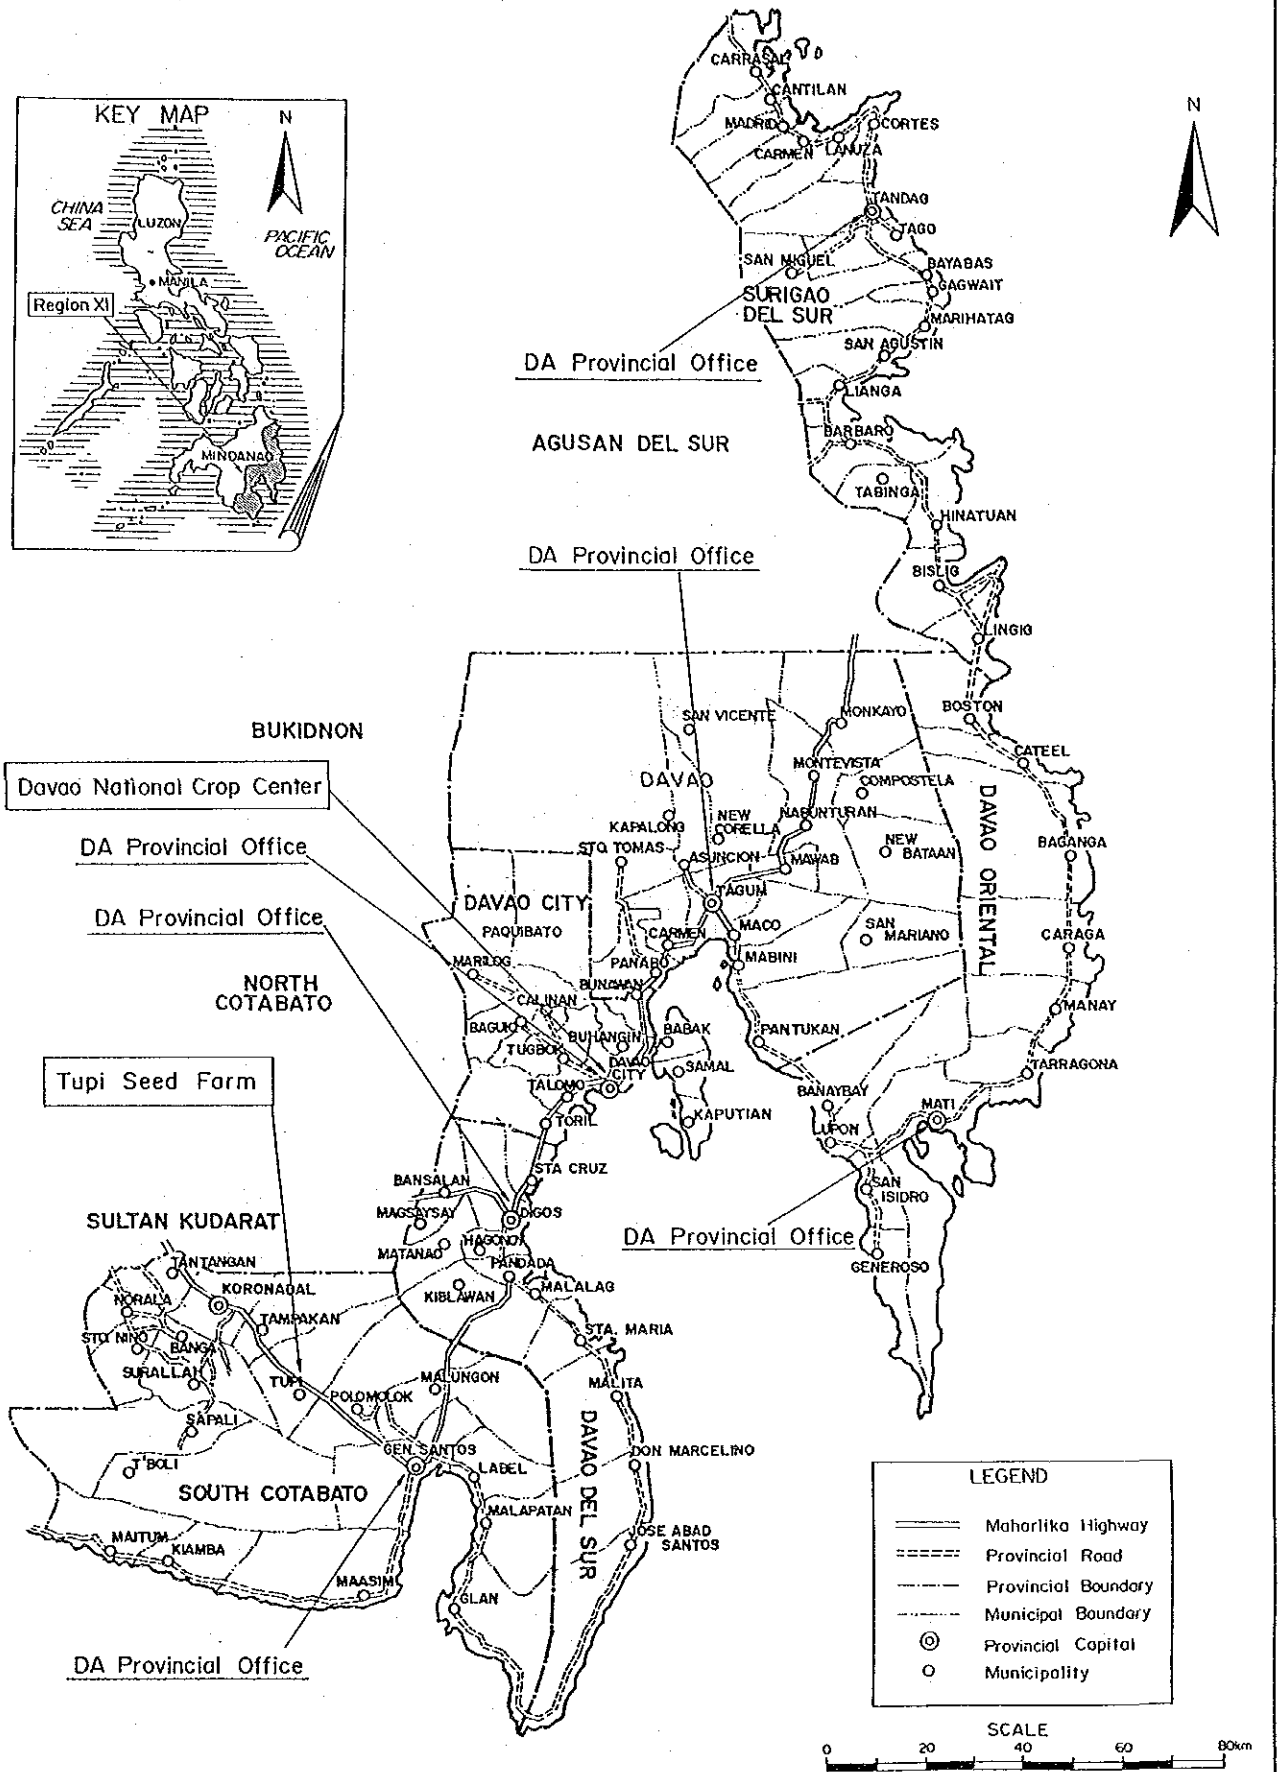 KEY MAP
N
CHINA
SEA
LUZON
PACIFIC
OCEAN
MANILA
Region XI
MINDANAO
N
CARRASAL
CANTILAN
MADRID
CARMEN
LANUZA
CORTES
TANDAG
TAGO
SAN MIGUEL
BAYABAS
GAGWAIT
SURIGAO
DEL SUR
MARIHATAG
SAN AGUSTIN
DA Provincial Office
LIANGA
BARBARO
AGUSAN DEL SUR
TABINGA
HINATUAN
DA Provincial Office
BISLIG
LINGIG
BOSTON
SAN VICENTE
MONKAYO
BUKIDNON
CATEEL
MONTEVISTA
DAVAO
COMPOSTELA
Davao National Crop Center
DAVAO ORIENTAL
KAPALONG
NEW
CORELLA
NABUNTURAN
DA Provincial Office
STO. TOMAS
ASUNCION
MAWAB
NEW
BATAAN
BAGANGA
TAGUM
DAVAO CITY
DA Provincial Office
PAQUIBATO
CARMEN
MACO
SAN
MARIANO
CARAGA
MARILOG
PANABO
MABINI
NORTH
COTABATO
BUNAWAN
CALINAN
MANAY
BAGUIO
BUHANGIN
BABAK
PANTUKAN
TUGBOK
DAVAO
CITY
SAMAL
TARRAGONA
Tupi Seed Farm
TALOMO
BANAYBAY
MATI
TORIL
KAPUTIAN
LUPON
STA CRUZ
BANSALAN
SAN
ISIDRO
MAGSAYSAY
DIGOS
SULTAN KUDARAT
HAGONOY
DA Provincial Office
MATANAO
GENEROSO
TANTANGAN
PANDADA
KORONADAL
KIBLAWAN
MALALAG
NORALA
TAMPAKAN
STO. NINO
BANGA
STA. MARIA
SURALLAH
TUPI
MALUNGON
MALITA
POLOMOLOK
SAPALI
DAVAO DEL SUR
GEN. SANTOS
DON MARCELINO
T'BOLI
LABEL
SOUTH COTABATO
MALAPATAN
JOSE ABAD
SANTOS
MAITUM
KIAMBA
MAASIM
GLAN
DA Provincial Office
LEGEND
Maharlika Highway
Provincial Road
Provincial Boundary
Municipal Boundary
Provincial Capital
Municipality
SCALE
0 20 40 60 80km